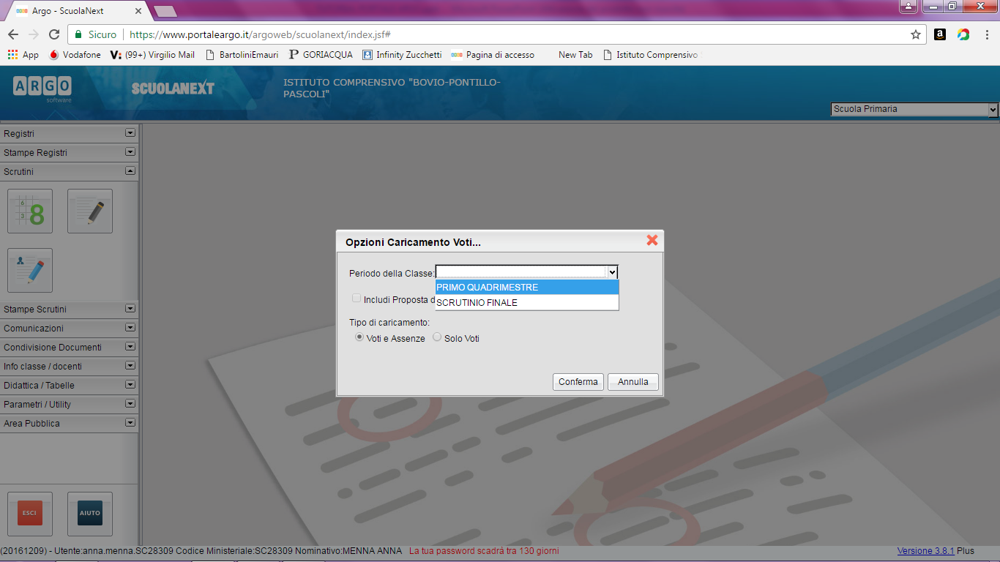 Argo - ScuolaNext
Sicuro https://www.portaleargo.it/argoweb/scuolanext/index.jsf#
App Vodafone (99+) Virgilio Mail BartoliniEmauri GORIACQUA Infinity Zucchetti Pagina di accesso New Tab Istituto Comprensivo
ARGO
software
SCUOLANEXT
ISTITUTO COMPRENSIVO "BOVIO-PONTILLO-
PASCOLI"
Scuola Primaria
Registri
Stampe Registri
Scrutini
6
3
8
Stampe Scrutini
Comunicazioni
Condivisione Documenti
Info classe / docenti
Didattica / Tabelle
Parametri / Utility
Area Pubblica
ESCI AIUTO
Opzioni Caricamento Voti...
Periodo della Classe:
PRIMO QUADRIMESTRE
Includi Proposta d
SCRUTINIO FINALE
Tipo di caricamento:
Voti e Assenze Solo Voti
Conferma Annulla
(20161209) - Utente:anna.menna.SC28309 Codice Ministeriale:SC28309 Nominativo:MENNA ANNA La tua password scadrà tra 130 giorni Versione 3.8.1 Plus